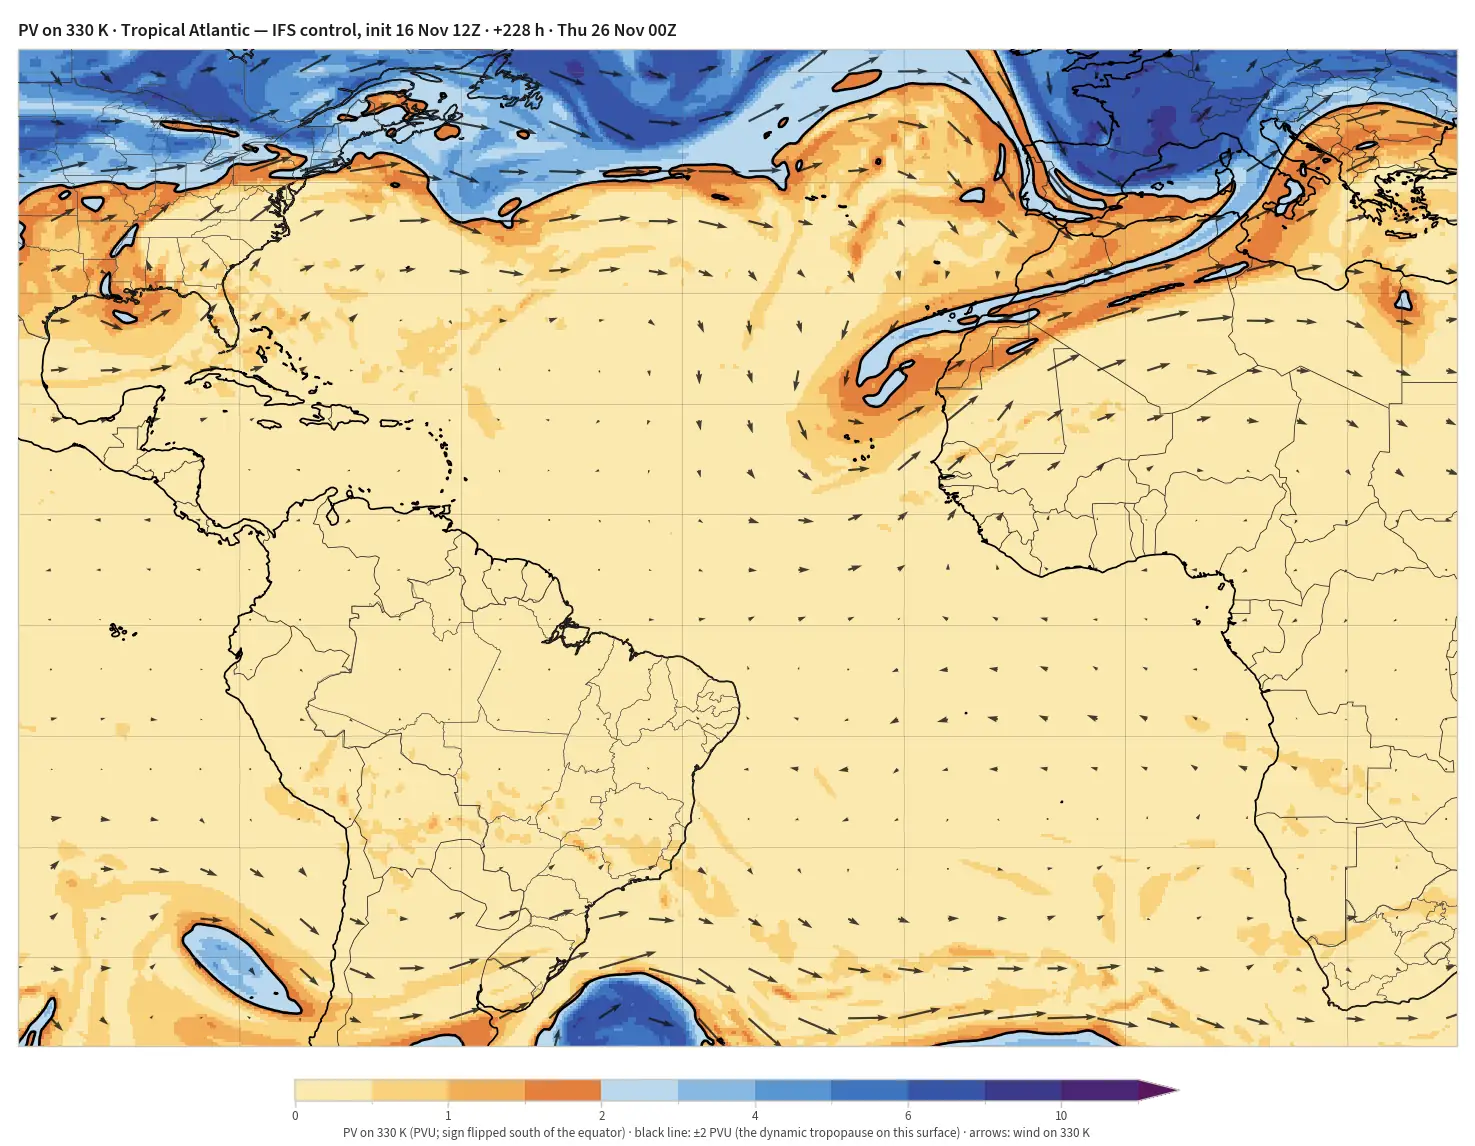 PV on 330 K · Tropical Atlantic — IFS control, init 16 Nov 12Z · +228 h · Thu 26 Nov 00Z
0 1 2 4 6 10
PV on 330 K (PVU; sign flipped south of the equator) · black line: ±2 PVU (the dynamic tropopause on this surface) · arrows: wind on 330 K